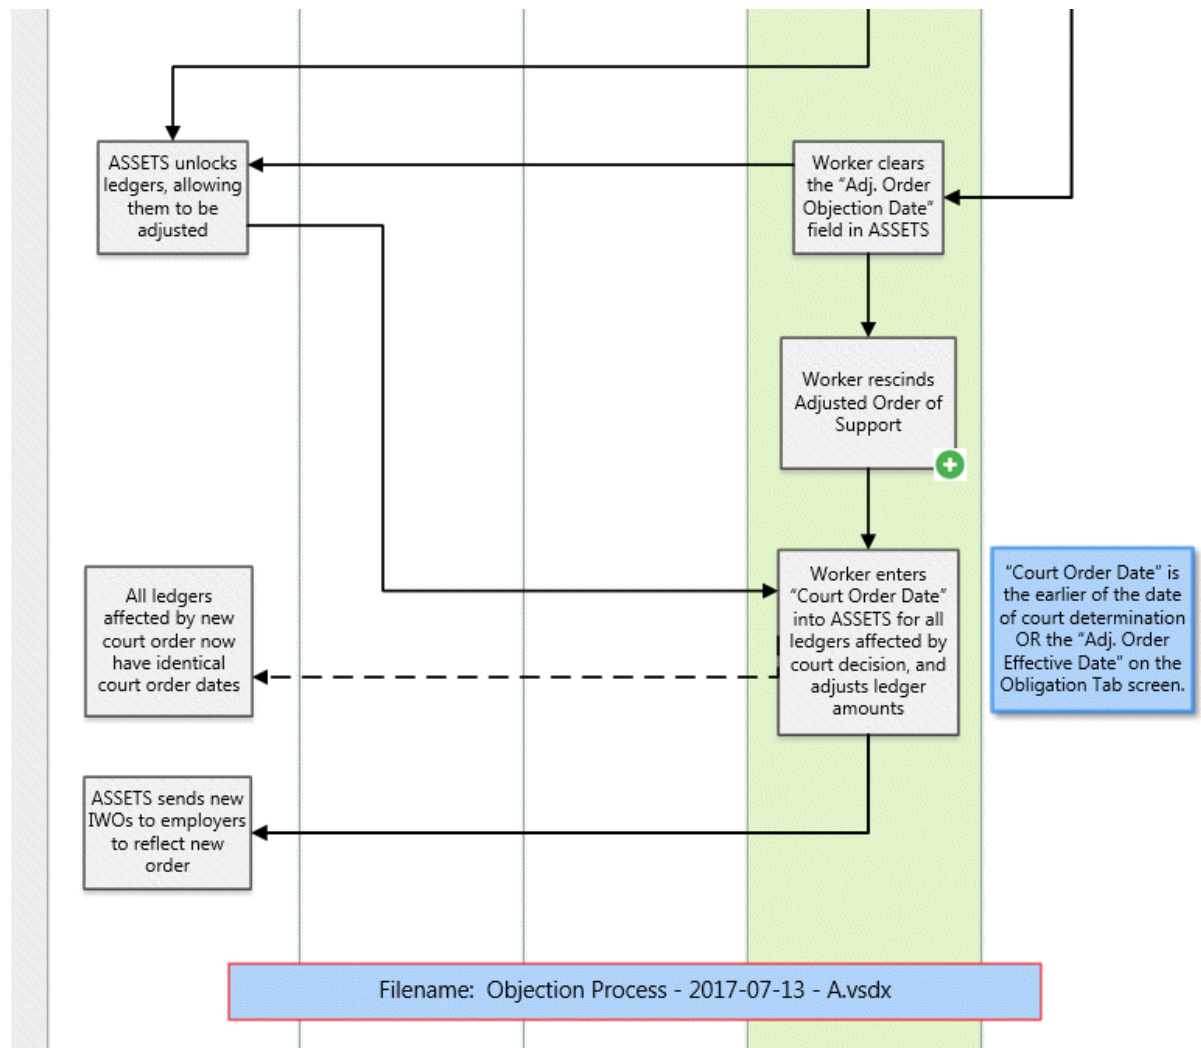 ASSETS unlocks
ledgers, allowing
them to be
adjusted
Worker clears
the “Adj. Order
Objection Date”
field in ASSETS
Worker rescinds
Adjusted Order of
Support
Worker enters
“Court Order Date”
into ASSETS for all
ledgers affected by
court decision, and
adjusts ledger
amounts
“Court Order Date” is
the earlier of the date
of court determination
OR the “Adj. Order
Effective Date” on the
Obligation Tab screen.
All ledgers
affected by new
court order now
have identical
court order dates
ASSETS sends new
IWOs to employers
to reflect new
order
Filename:  Objection Process - 2017-07-13 - A.vsdx